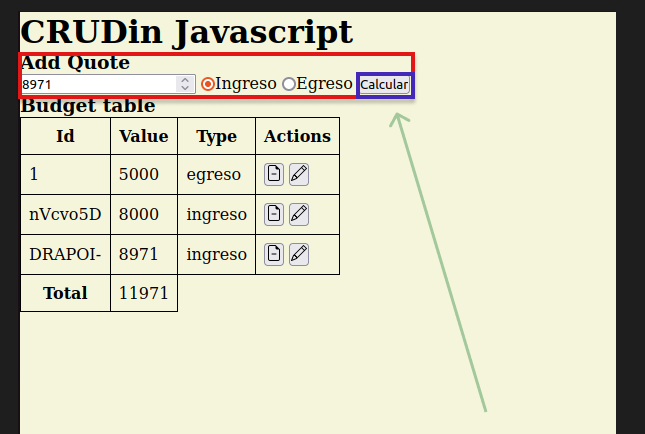 CRUDin Javascript
Add Quote
8971 Ingreso Egreso Calcular
Budget table
Id Value Type Actions
1 5000 egreso
nVcvo5D 8000 ingreso
DRAPOI- 8971 ingreso
Total 11971